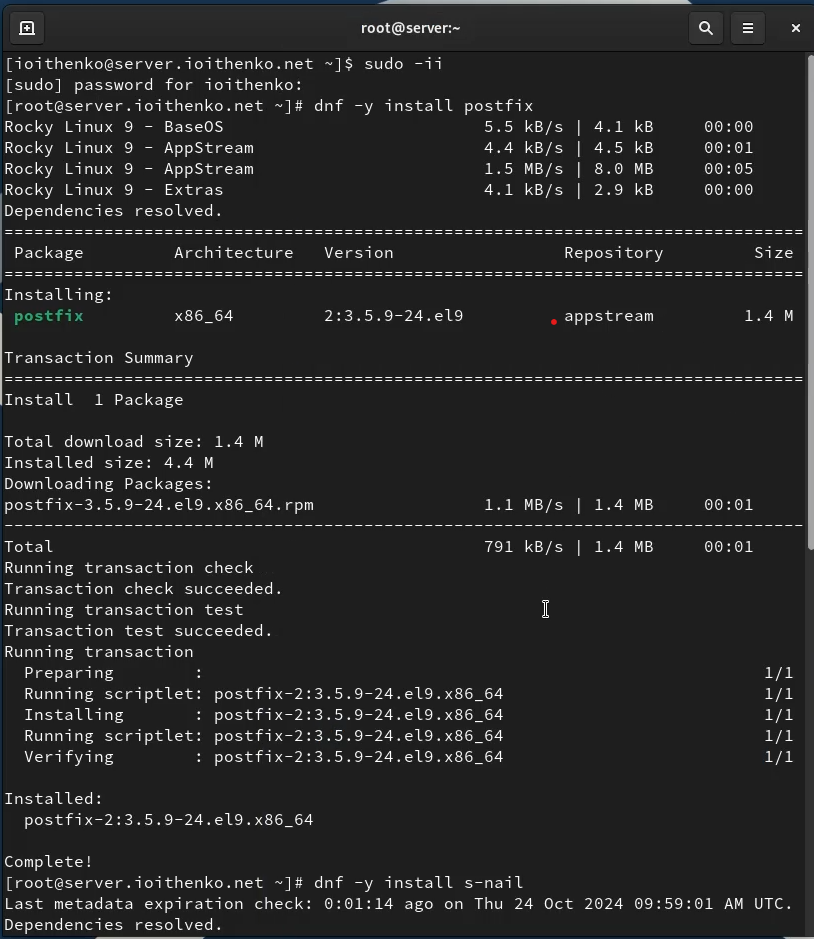 root@server:~
[ioithenko@server.ioithenko.net ~]$ sudo -ii
[sudo] password for ioithenko:
[root@server.ioithenko.net ~]# dnf -y install postfix
Rocky Linux 9 - BaseOS                          5.5 kB/s | 4.1 kB     00:00
Rocky Linux 9 - AppStream                       4.4 kB/s | 4.5 kB     00:01
Rocky Linux 9 - AppStream                       1.5 MB/s | 8.0 MB     00:05
Rocky Linux 9 - Extras                          4.1 kB/s | 2.9 kB     00:00
Dependencies resolved.
================================================================================
 Package         Architecture   Version                 Repository         Size
================================================================================
Installing:
 postfix         x86_64         2:3.5.9-24.el9          appstream         1.4 M

Transaction Summary
================================================================================
Install  1 Package

Total download size: 1.4 M
Installed size: 4.4 M
Downloading Packages:
postfix-3.5.9-24.el9.x86_64.rpm                 1.1 MB/s | 1.4 MB     00:01
--------------------------------------------------------------------------------
Total                                           791 kB/s | 1.4 MB     00:01
Running transaction check
Transaction check succeeded.
Running transaction test
Transaction test succeeded.
Running transaction
  Preparing        :                                                        1/1
  Running scriptlet: postfix-2:3.5.9-24.el9.x86_64                          1/1
  Installing       : postfix-2:3.5.9-24.el9.x86_64                          1/1
  Running scriptlet: postfix-2:3.5.9-24.el9.x86_64                          1/1
  Verifying        : postfix-2:3.5.9-24.el9.x86_64                          1/1

Installed:
  postfix-2:3.5.9-24.el9.x86_64

Complete!
[root@server.ioithenko.net ~]# dnf -y install s-nail
Last metadata expiration check: 0:01:14 ago on Thu 24 Oct 2024 09:59:01 AM UTC.
Dependencies resolved.